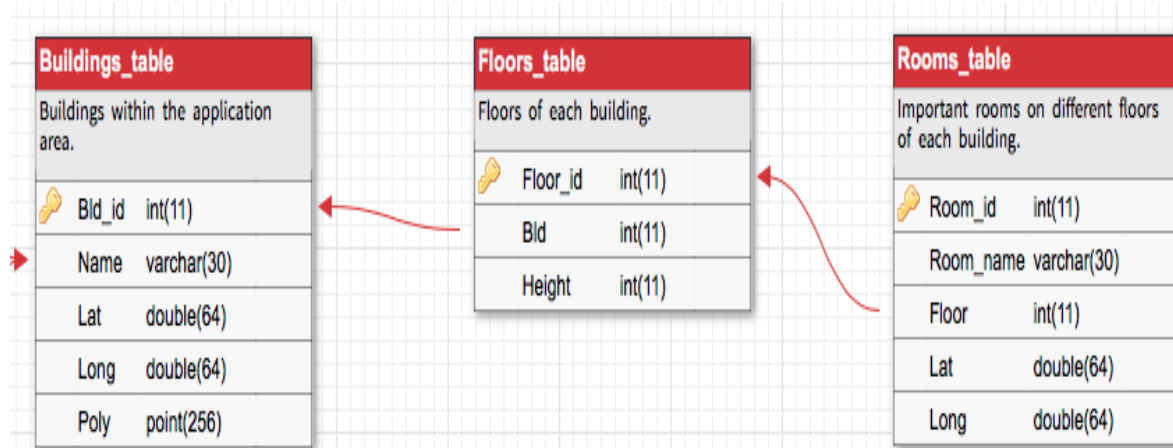 Buildings_table
Buildings within the application
area.
Bld_id int(11)
Name varchar(30)
Lat double(64)
Long double(64)
Poly point(256)
Floors_table
Floors of each building.
Floor_id int(11)
Bld int(11)
Height int(11)
Rooms_table
Important rooms on different floors
of each building.
Room_id int(11)
Room_name varchar(30)
Floor int(11)
Lat double(64)
Long double(64)